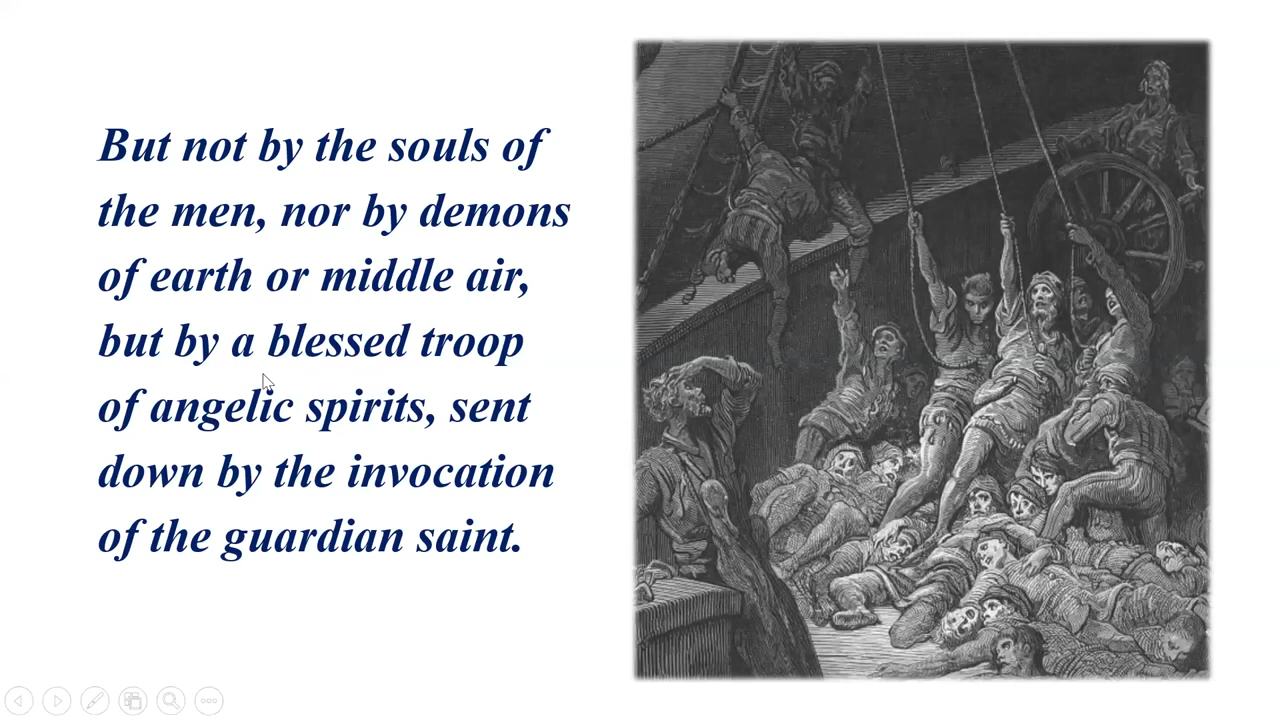 But not by the souls of
the men, nor by demons
of earth or middle air,
but by a blessed troop
of angelic spirits, sent
down by the invocation
of the guardian saint.